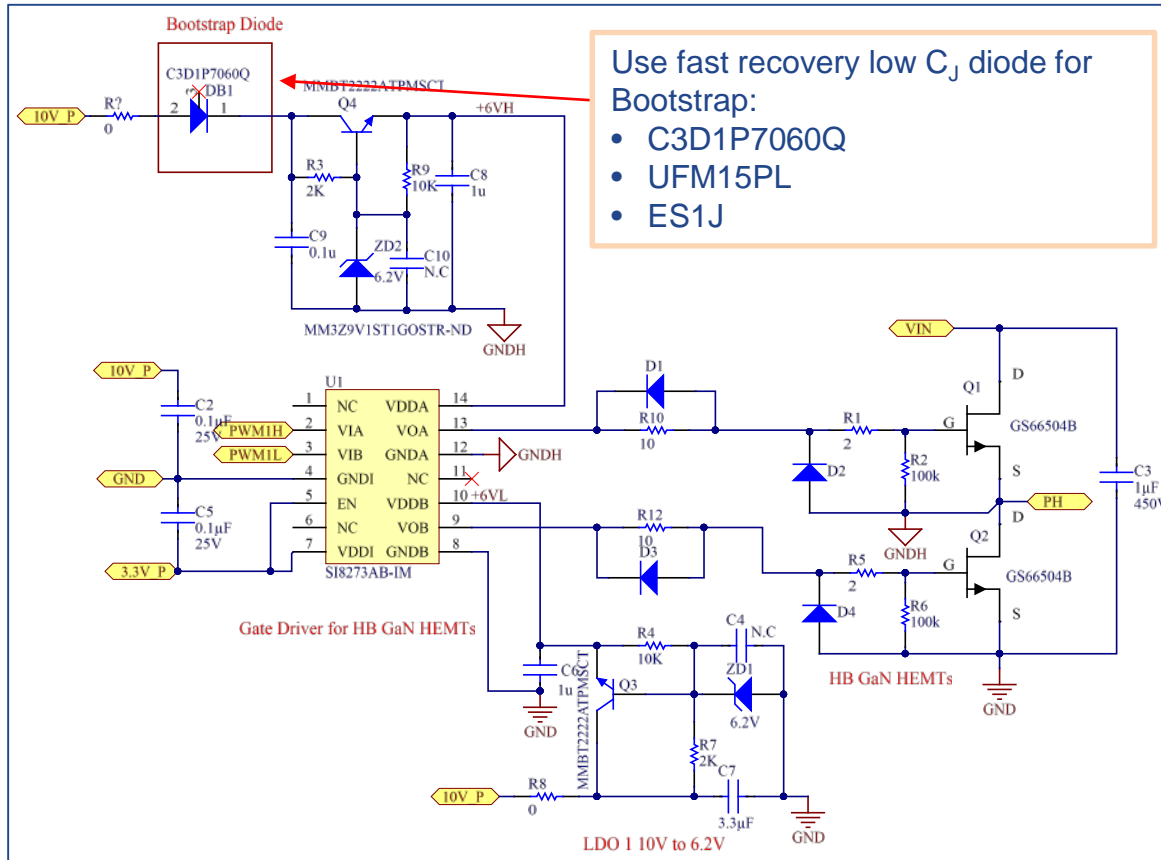 Bootstrap Diode
Use fast recovery low CJ diode for
Bootstrap:
• C3D1P7060Q
• UFM15PL
• ES1J
C3D1P7060Q
3
DB1
2
1
10V_P
R?
0
MMBT2222ATPMSCT
Q4
+6VH
R3
2K
R9
10K
C8
1u
C9
0.1u
ZD2
6.2V
C10
N.C
MM3Z9V1ST1GOSTR-ND
GNDH
10V_P
C2
0.1µF
25V
PWM1H
PWM1L
GND
C5
0.1µF
25V
3.3V_P
U1
1 NC VDDA 14
2 VIA VOA 13
3 VIB GNDA 12
4 GNDI NC 11
5 EN VDDB 10
6 NC VOB 9
7 VDDI GNDB 8
SI8273AB-IM
GNDH
+6VL
Gate Driver for HB GaN HEMTs
D1
R10
10
D2
R1
2
R2
100k
GNDH
VIN
Q1
D
G
GS66504B
S
C3
1µF
450V
PH
R12
10
D3
D4
R5
2
R6
100k
Q2
D
G
GS66504B
S
GND
HB GaN HEMTs
C6
1u
GND
MMBT2222ATPMSCT
Q3
R4
10K
C4
N.C
ZD1
6.2V
R7
2K
C7
3.3µF
10V_P
R8
0
GND
LDO 1 10V to 6.2V